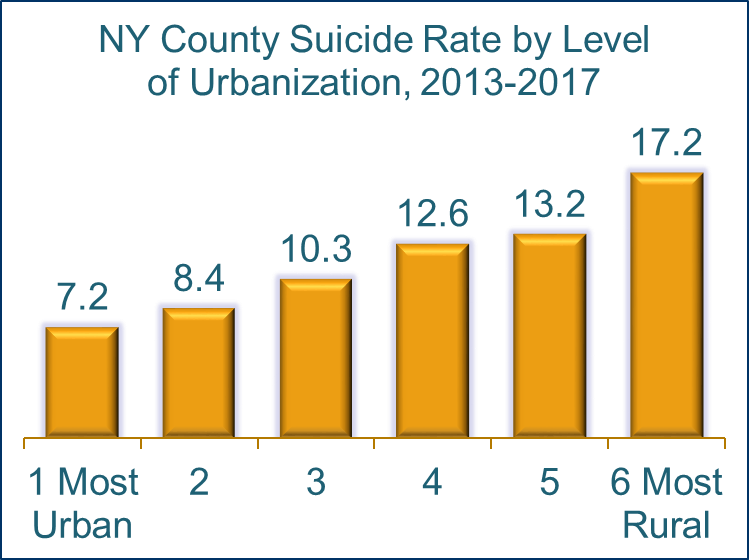 NY County Suicide Rate by Level
of Urbanization, 2013-2017
7.2
8.4
10.3
12.6
13.2
17.2
1 Most
Urban
2
3
4
5
6 Most
Rural